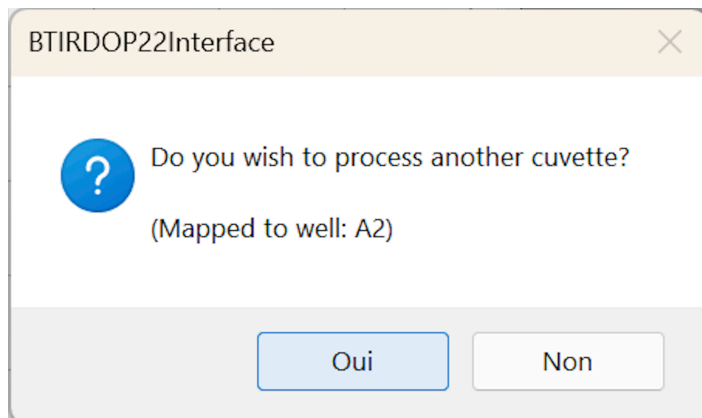 BTIRDOP22Interface
Do you wish to process another cuvette?
(Mapped to well: A2)
Oui
Non